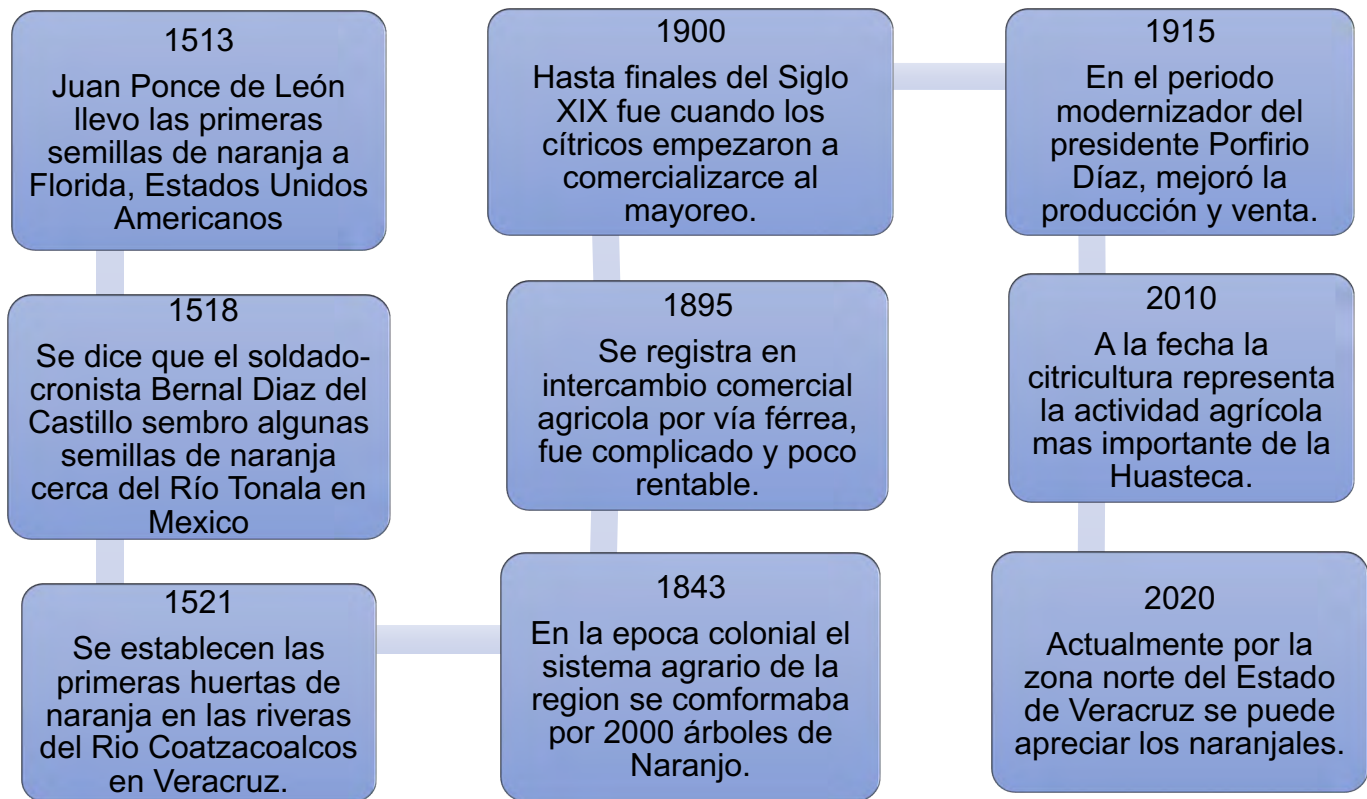 1513
Juan Ponce de León
llevo las primeras
semillas de naranja a
Florida, Estados Unidos
Americanos
1518
Se dice que el soldado-
cronista Bernal Diaz del
Castillo sembro algunas
semillas de naranja
cerca del Río Tonala en
Mexico
1521
Se establecen las
primeras huertas de
naranja en las riveras
del Rio Coatzacoalcos
en Veracruz.
1843
En la epoca colonial el
sistema agrario de la
region se comformaba
por 2000 árboles de
Naranjo.
1895
Se registra en
intercambio comercial
agricola por vía férrea,
fue complicado y poco
rentable.
1900
Hasta finales del Siglo
XIX fue cuando los
cítricos empezaron a
comercializarce al
mayoreo.
1915
En el periodo
modernizador del
presidente Porfirio
Díaz, mejoró la
producción y venta.
2010
A la fecha la
citricultura representa
la actividad agrícola
mas importante de la
Huasteca.
2020
Actualmente por la
zona norte del Estado
de Veracruz se puede
apreciar los naranjales.